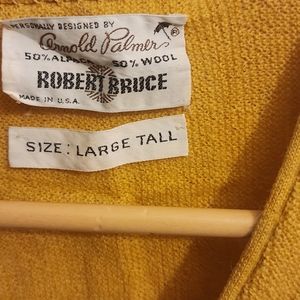 PERSONALLY DESIGNED BY
Arnold Palmer ®
50% ALPACA 50% WOOL
ROBERT BRUCE
MADE IN U.S.A.
SIZE: LARGE TALL